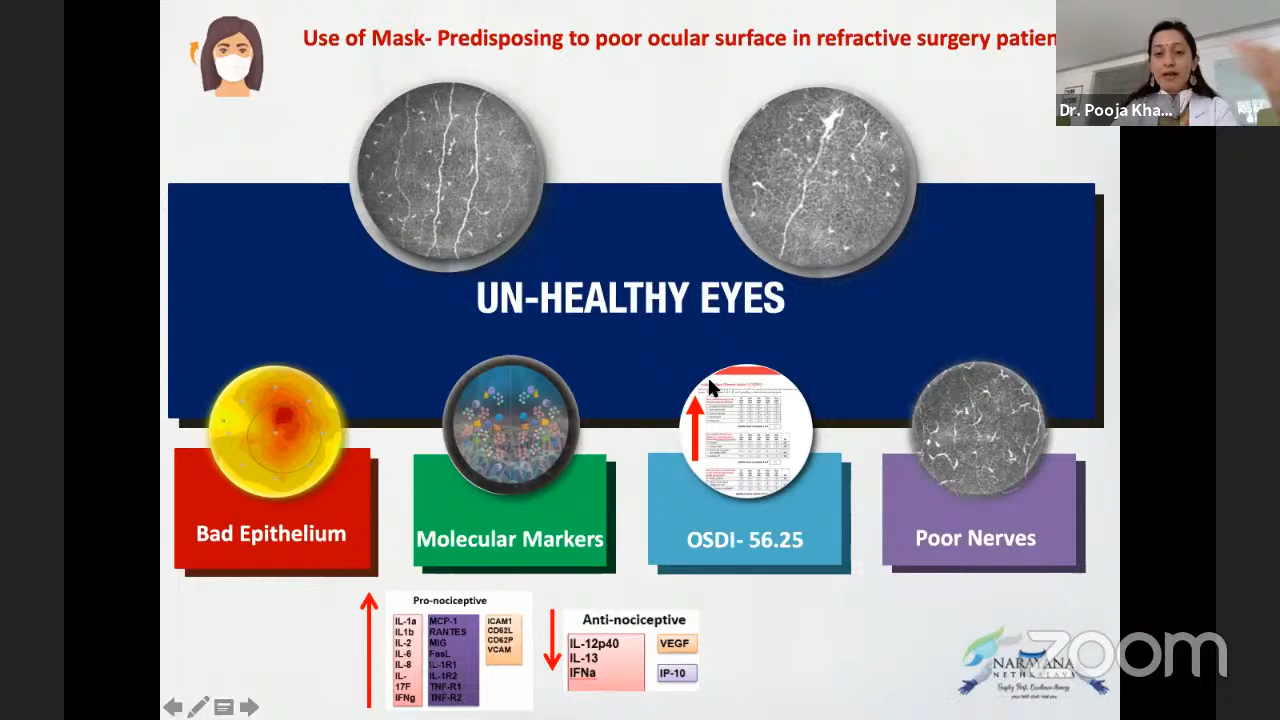 Use of Mask- Predisposing to poor ocular surface in refractive surgery patien
Dr. Pooja Kha...
UN-HEALTHY EYES
Bad Epithelium
Molecular Markers
OSDI- 56.25
Poor Nerves
Pro-nociceptive
IL-1a
IL1b
IL-2
IL-6
IL-8
IL-
17F
IFNg
MCP-1
RANTES
MIG
FasL
IL-1R1
IL-1R2
TNF-R1
TNF-R2
ICAM1
CD62L
CD62P
VCAM
Anti-nociceptive
IL-12p40
IL-13
IFNa
VEGF
IP-10
NARAYANA
NETHRALAYA
zoom